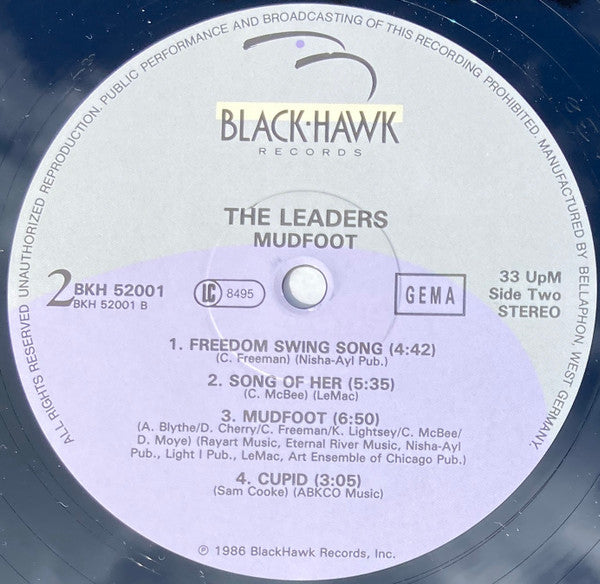 ALL RIGHTS RESERVED UNAUTHORIZED REPRODUCTION. PUBLIC PERFORMANCE AND BROADCASTING OF THIS RECORDING PROHIBITED. MANUFACTURED BY BELLAPHON, WEST GERMANY.
BLACK·HAWK
RECORDS
THE LEADERS
MUDFOOT
2 BKH 52001
BKH 52001 B
LC 8495
GEMA
33 UpM
Side Two
STEREO
1. FREEDOM SWING SONG (4:42)
(C. Freeman) (Nisha-Ayl Pub.)
2. SONG OF HER (5:35)
(C. McBee) (LeMac)
3. MUDFOOT (6:50)
(A. Blythe/D. Cherry/C. Freeman/K. Lightsey/C. McBee/
D. Moye) (Rayart Music, Eternal River Music, Nisha-Ayl
Pub., Light I Pub., LeMac, Art Ensemble of Chicago Pub.)
4. CUPID (3:05)
(Sam Cooke) (ABKCO Music)
℗ 1986 BlackHawk Records, Inc.